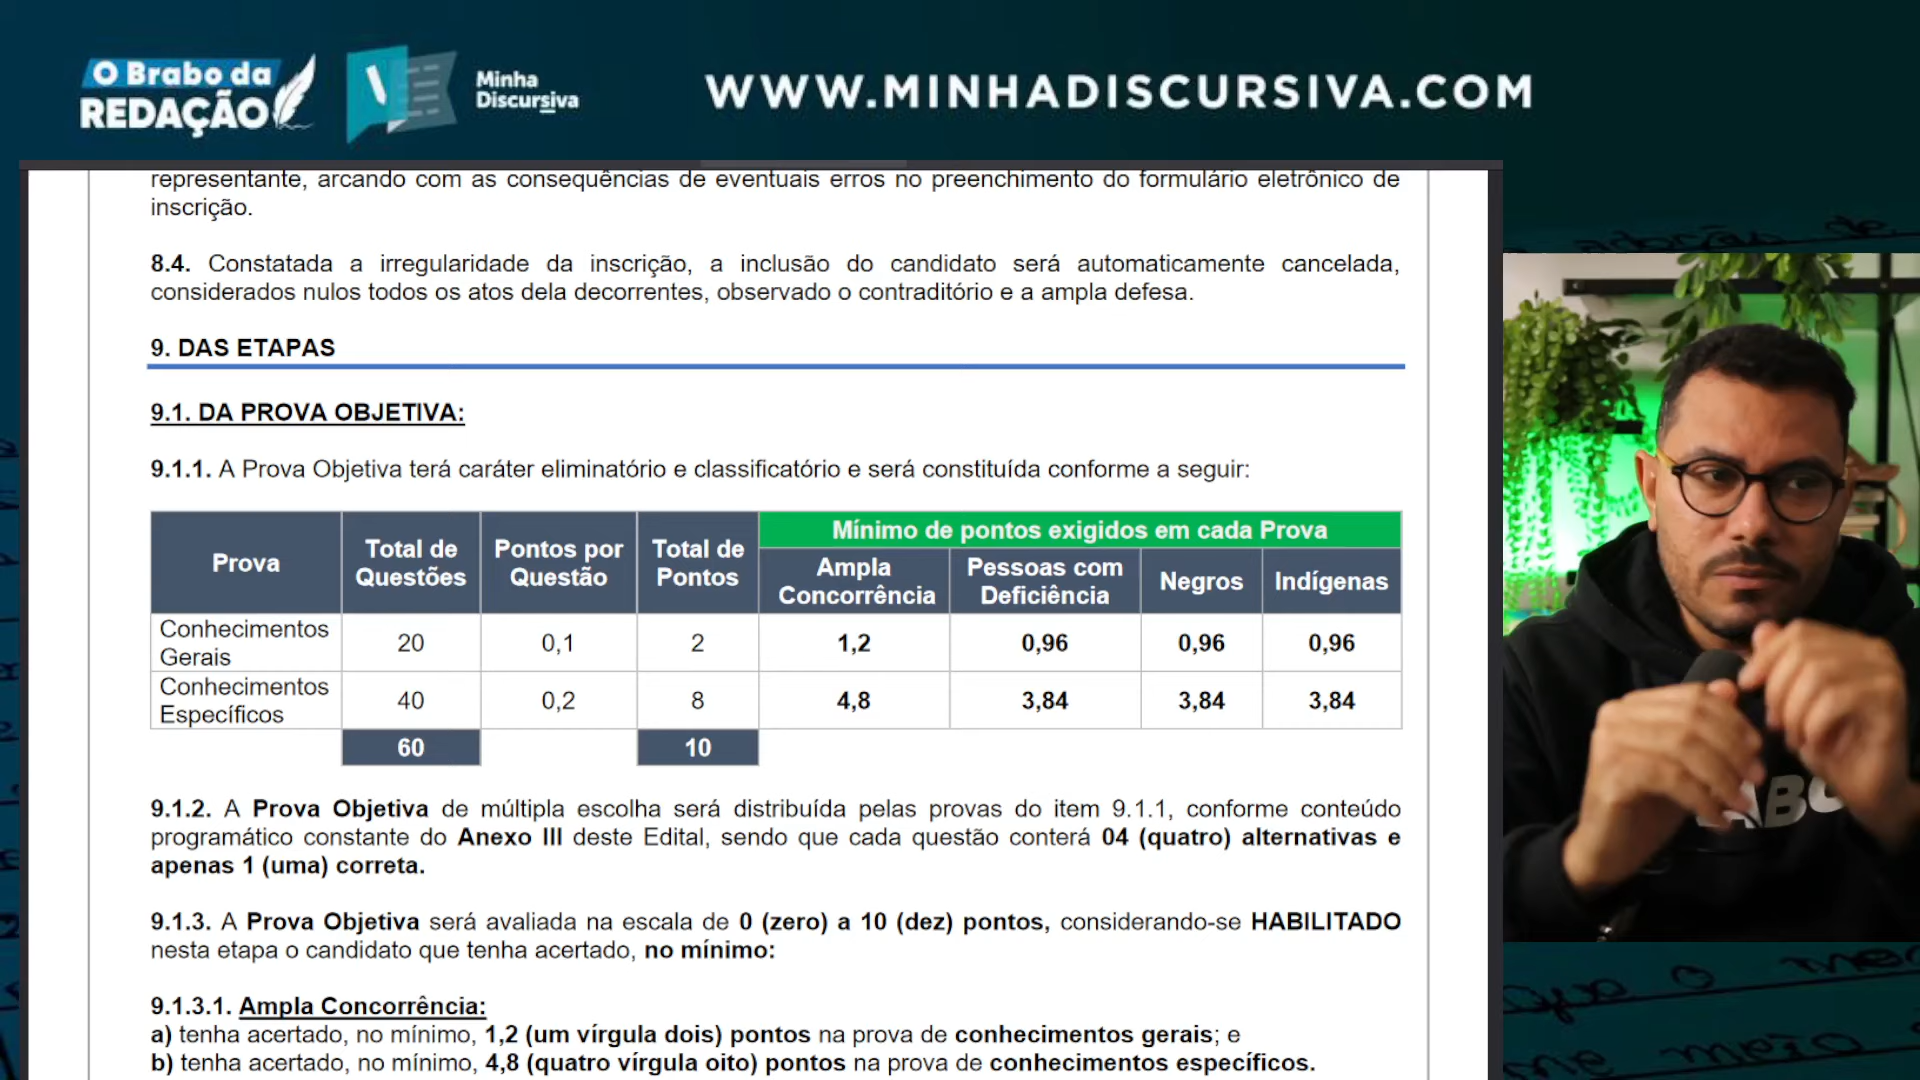 O Brabo da
REDAÇÃO
Minha
Discursiva
WWW.MINHADISCURSIVA.COM
representante, arcando com as consequências de eventuais erros no preenchimento do formulário eletrônico de
inscrição.
8.4. Constatada a irregularidade da inscrição, a inclusão do candidato será automaticamente cancelada,
considerados nulos todos os atos dela decorrentes, observado o contraditório e a ampla defesa.
9. DAS ETAPAS
9.1. DA PROVA OBJETIVA:
9.1.1. A Prova Objetiva terá caráter eliminatório e classificatório e será constituída conforme a seguir:
Prova
Total de
Questões
Pontos por
Questão
Total de
Pontos
Mínimo de pontos exigidos em cada Prova
Ampla
Concorrência
Pessoas com
Deficiência
Negros
Indígenas
Conhecimentos
Gerais
20
0,1
2
1,2
0,96
0,96
0,96
Conhecimentos
Específicos
40
0,2
8
4,8
3,84
3,84
3,84
60
10
9.1.2. A Prova Objetiva de múltipla escolha será distribuída pelas provas do item 9.1.1, conforme conteúdo
programático constante do Anexo III deste Edital, sendo que cada questão conterá 04 (quatro) alternativas e
apenas 1 (uma) correta.
9.1.3. A Prova Objetiva será avaliada na escala de 0 (zero) a 10 (dez) pontos, considerando-se HABILITADO
nesta etapa o candidato que tenha acertado, no mínimo:
9.1.3.1. Ampla Concorrência:
a) tenha acertado, no mínimo, 1,2 (um vírgula dois) pontos na prova de conhecimentos gerais; e
b) tenha acertado, no mínimo, 4,8 (quatro vírgula oito) pontos na prova de conhecimentos específicos.